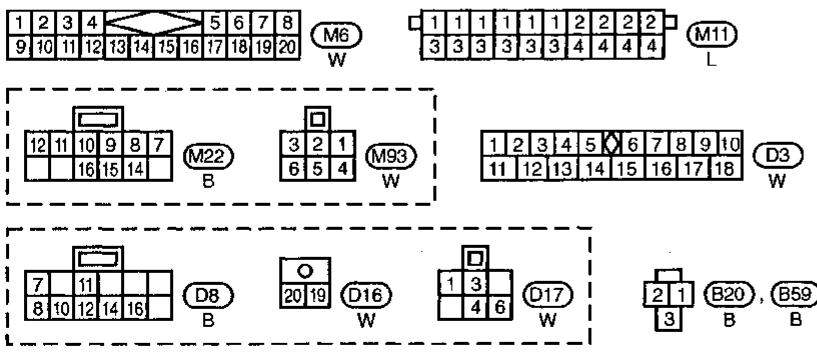 1 2 3 4 5 6 7 8 M6
9 10 11 12 13 14 15 16 17 18 19 20 W
1 1 1 1 1 1 2 2 2 2 M11
3 3 3 3 3 3 4 4 4 4 L
12 11 10 9 8 7 M22
16 15 14 B
3 2 1 M93
6 5 4 W
1 2 3 4 5 6 7 8 9 10 D3
11 12 13 14 15 16 17 18 W
7 11 D8
8 10 12 14 16 B
20 19 D16
W
1 3 D17
4 6 W
2 1 B20 , B59
3 B B